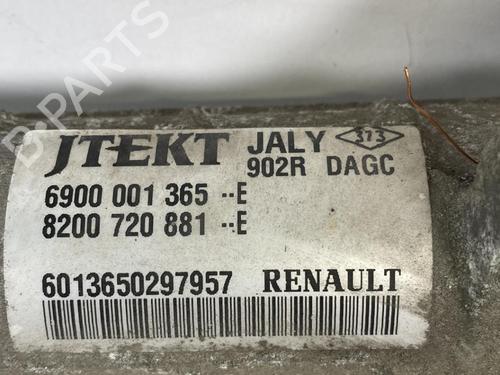 B-PARTS
JTEKT JALY 373
902R DAGC
6900 001 365 --E
8200 720 881 --E
6013650297957 RENAULT